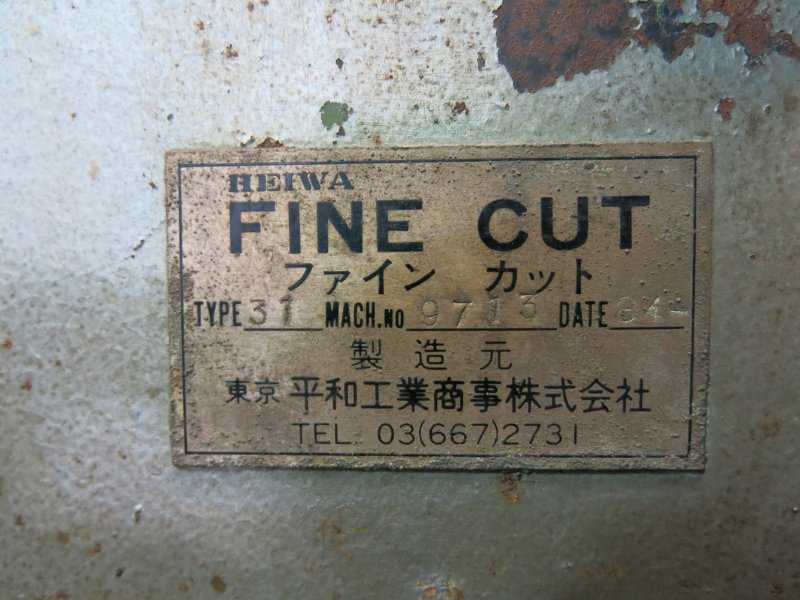 HEIWA
FINE CUT
ファイン カット
TYPE 31 MACH.NO 9713 DATE 84-
製造元
東京 平和工業商事株式会社
TEL. 03(667)2731